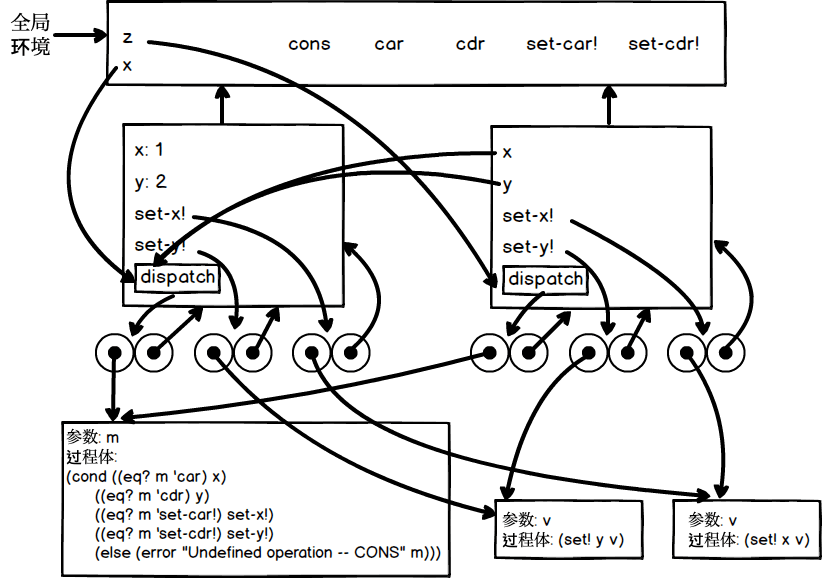 全局
环境
z cons car cdr set-car! set-cdr!
x
x: 1
y: 2
set-x!
set-y!
dispatch
x
y
set-x!
set-y!
dispatch
参数: m
过程体:
(cond ((eq? m 'car) x)
((eq? m 'cdr) y)
((eq? m 'set-car!) set-x!)
((eq? m 'set-cdr!) set-y!)
(else (error "Undefined operation -- CONS" m)))
参数: v
过程体: (set! y v)
参数: v
过程体: (set! x v)